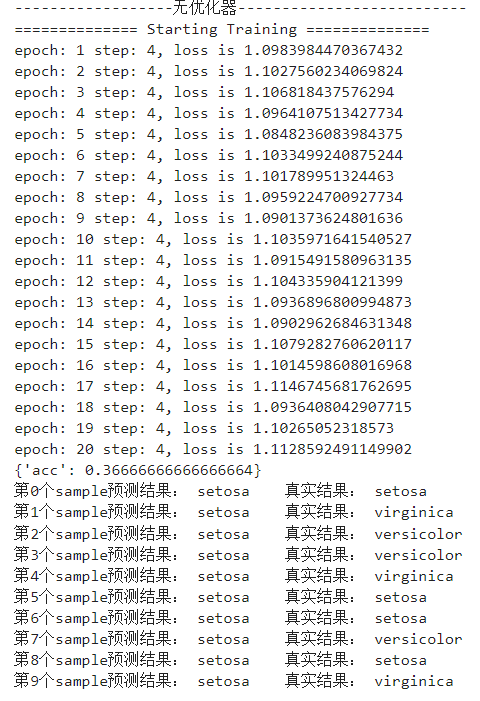 ------------------无优化器--------------------------
============== Starting Training ==============
epoch: 1 step: 4, loss is 1.0983984470367432
epoch: 2 step: 4, loss is 1.1027560234069824
epoch: 3 step: 4, loss is 1.106818437576294
epoch: 4 step: 4, loss is 1.0964107513427734
epoch: 5 step: 4, loss is 1.0848236083984375
epoch: 6 step: 4, loss is 1.1033499240875244
epoch: 7 step: 4, loss is 1.101789951324463
epoch: 8 step: 4, loss is 1.0959224700927734
epoch: 9 step: 4, loss is 1.0901373624801636
epoch: 10 step: 4, loss is 1.1035971641540527
epoch: 11 step: 4, loss is 1.0915491580963135
epoch: 12 step: 4, loss is 1.104335904121399
epoch: 13 step: 4, loss is 1.0936896800994873
epoch: 14 step: 4, loss is 1.0902962684631348
epoch: 15 step: 4, loss is 1.0792827606201​17
epoch: 16 step: 4, loss is 1.1014598608016968
epoch: 17 step: 4, loss is 1.1146745681762695
epoch: 18 step: 4, loss is 1.0936408042907715
epoch: 19 step: 4, loss is 1.10265052318573
epoch: 20 step: 4, loss is 1.1128592491149902
{'acc': 0.36666666666666664}
第0个sample预测结果: setosa 真实结果: setosa
第1个sample预测结果: setosa 真实结果: virginica
第2个sample预测结果: setosa 真实结果: versicolor
第3个sample预测结果: setosa 真实结果: versicolor
第4个sample预测结果: setosa 真实结果: virginica
第5个sample预测结果: setosa 真实结果: setosa
第6个sample预测结果: setosa 真实结果: setosa
第7个sample预测结果: setosa 真实结果: versicolor
第8个sample预测结果: setosa 真实结果: setosa
第9个sample预测结果: setosa 真实结果: virginica